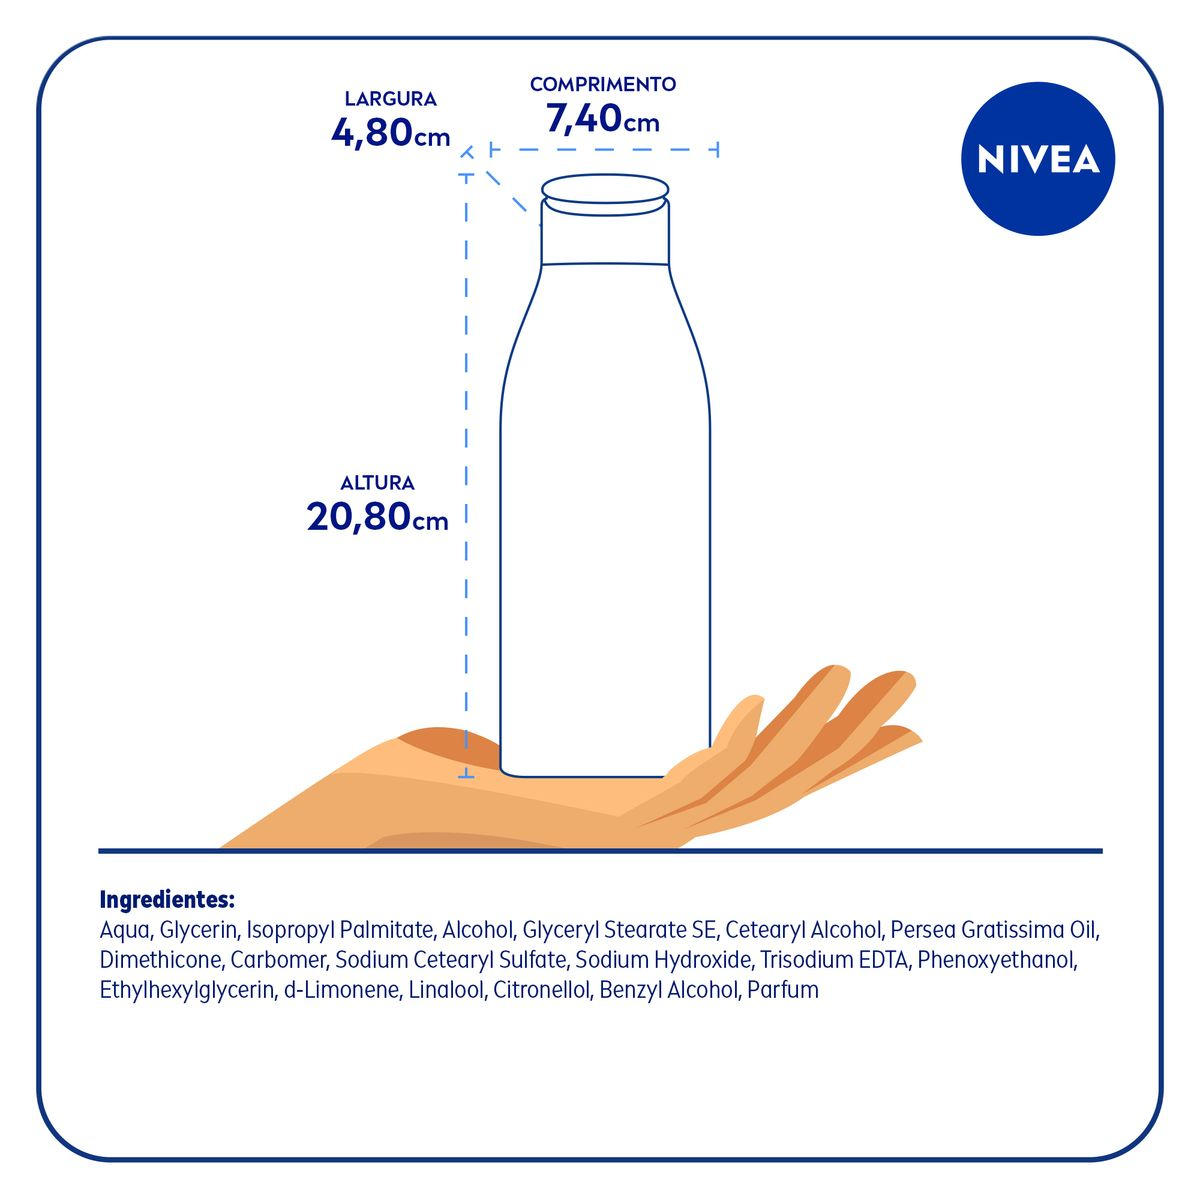 LARGURA
4,80cm
COMPRIMENTO
7,40cm
NIVEA
ALTURA
20,80cm
Ingredientes:
Aqua, Glycerin, Isopropyl Palmitate, Alcohol, Glyceryl Stearate SE, Cetearyl Alcohol, Persea Gratissima Oil,
Dimethicone, Carbomer, Sodium Cetearyl Sulfate, Sodium Hydroxide, Trisodium EDTA, Phenoxyethanol,
Ethylhexylglycerin, d-Limonene, Linalool, Citronellol, Benzyl Alcohol, Parfum